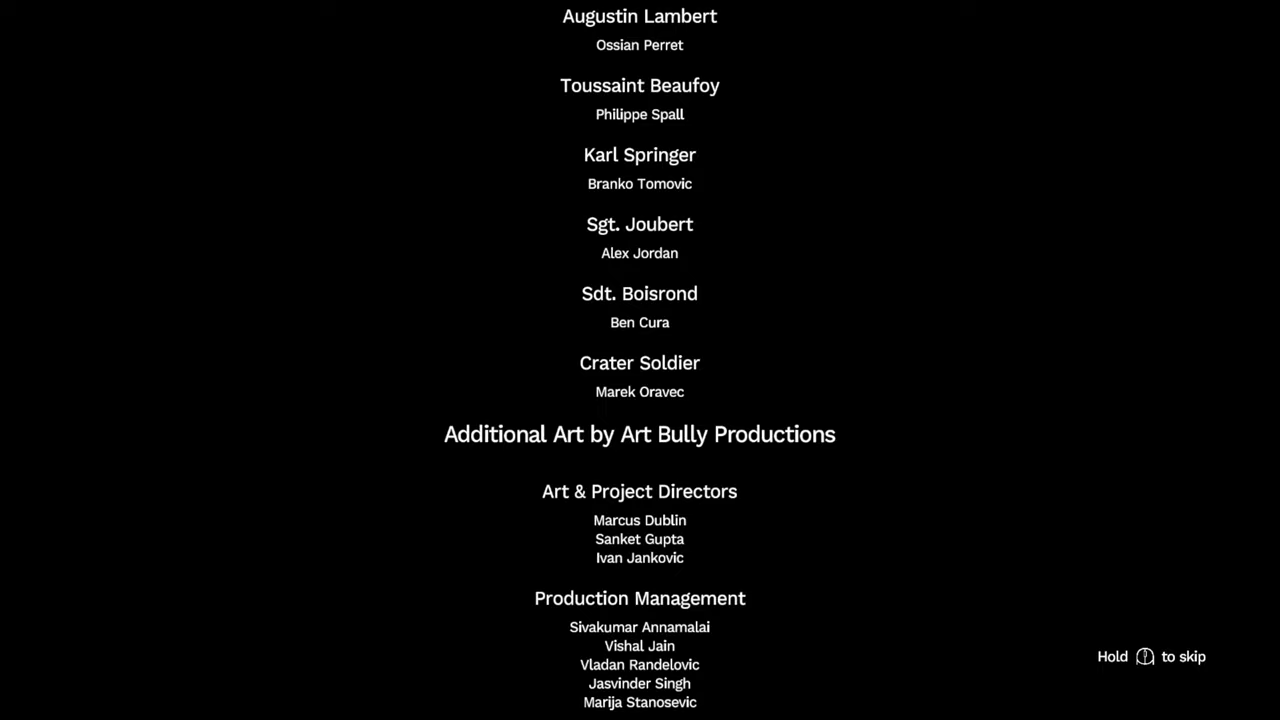 Augustin Lambert
Ossian Perret
Toussaint Beaufoy
Philippe Spall
Karl Springer
Branko Tomovic
Sgt. Joubert
Alex Jordan
Sdt. Boisrond
Ben Cura
Crater Soldier
Marek Oravec
Additional Art by Art Bully Productions
Art & Project Directors
Marcus Dublin
Sanket Gupta
Ivan Jankovic
Production Management
Sivakumar Annamalai
Vishal Jain
Vladan Randelovic
Jasvinder Singh
Marija Stanosevic
Hold to skip